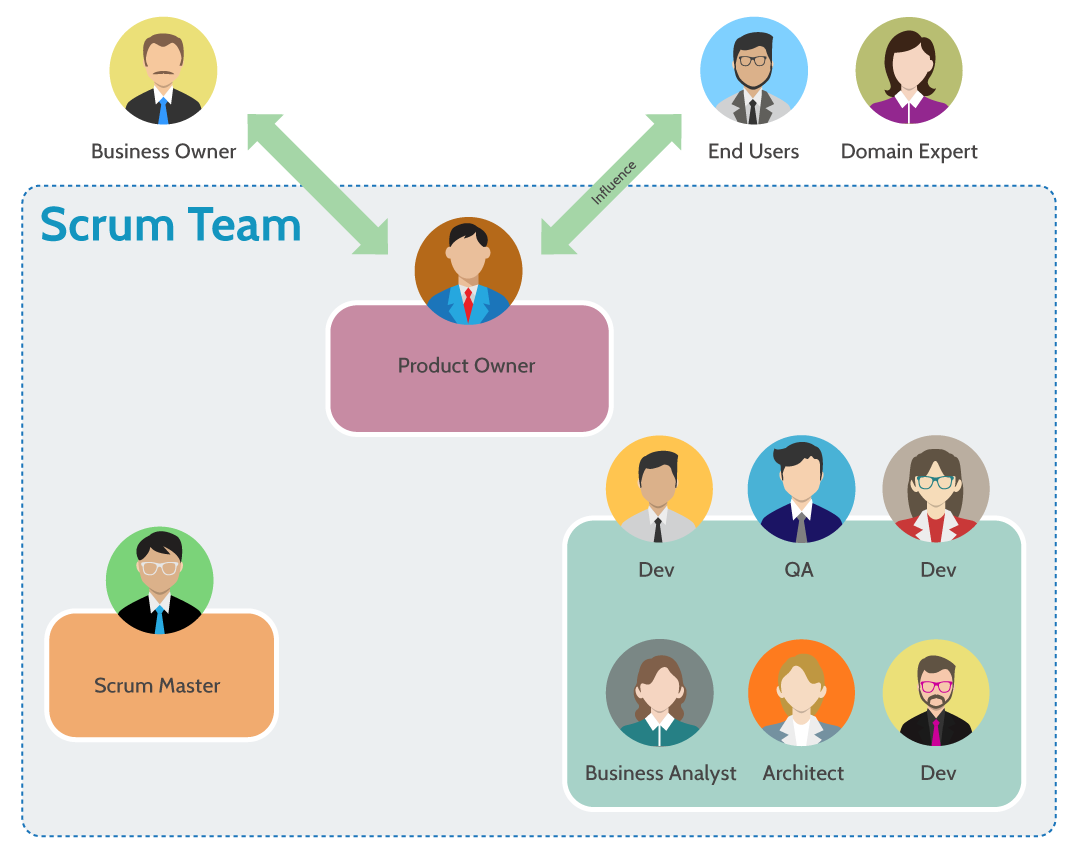 Business Owner
End Users
Domain Expert
Influence
Scrum Team
Product Owner
Dev
QA
Dev
Scrum Master
Business Analyst
Architect
Dev